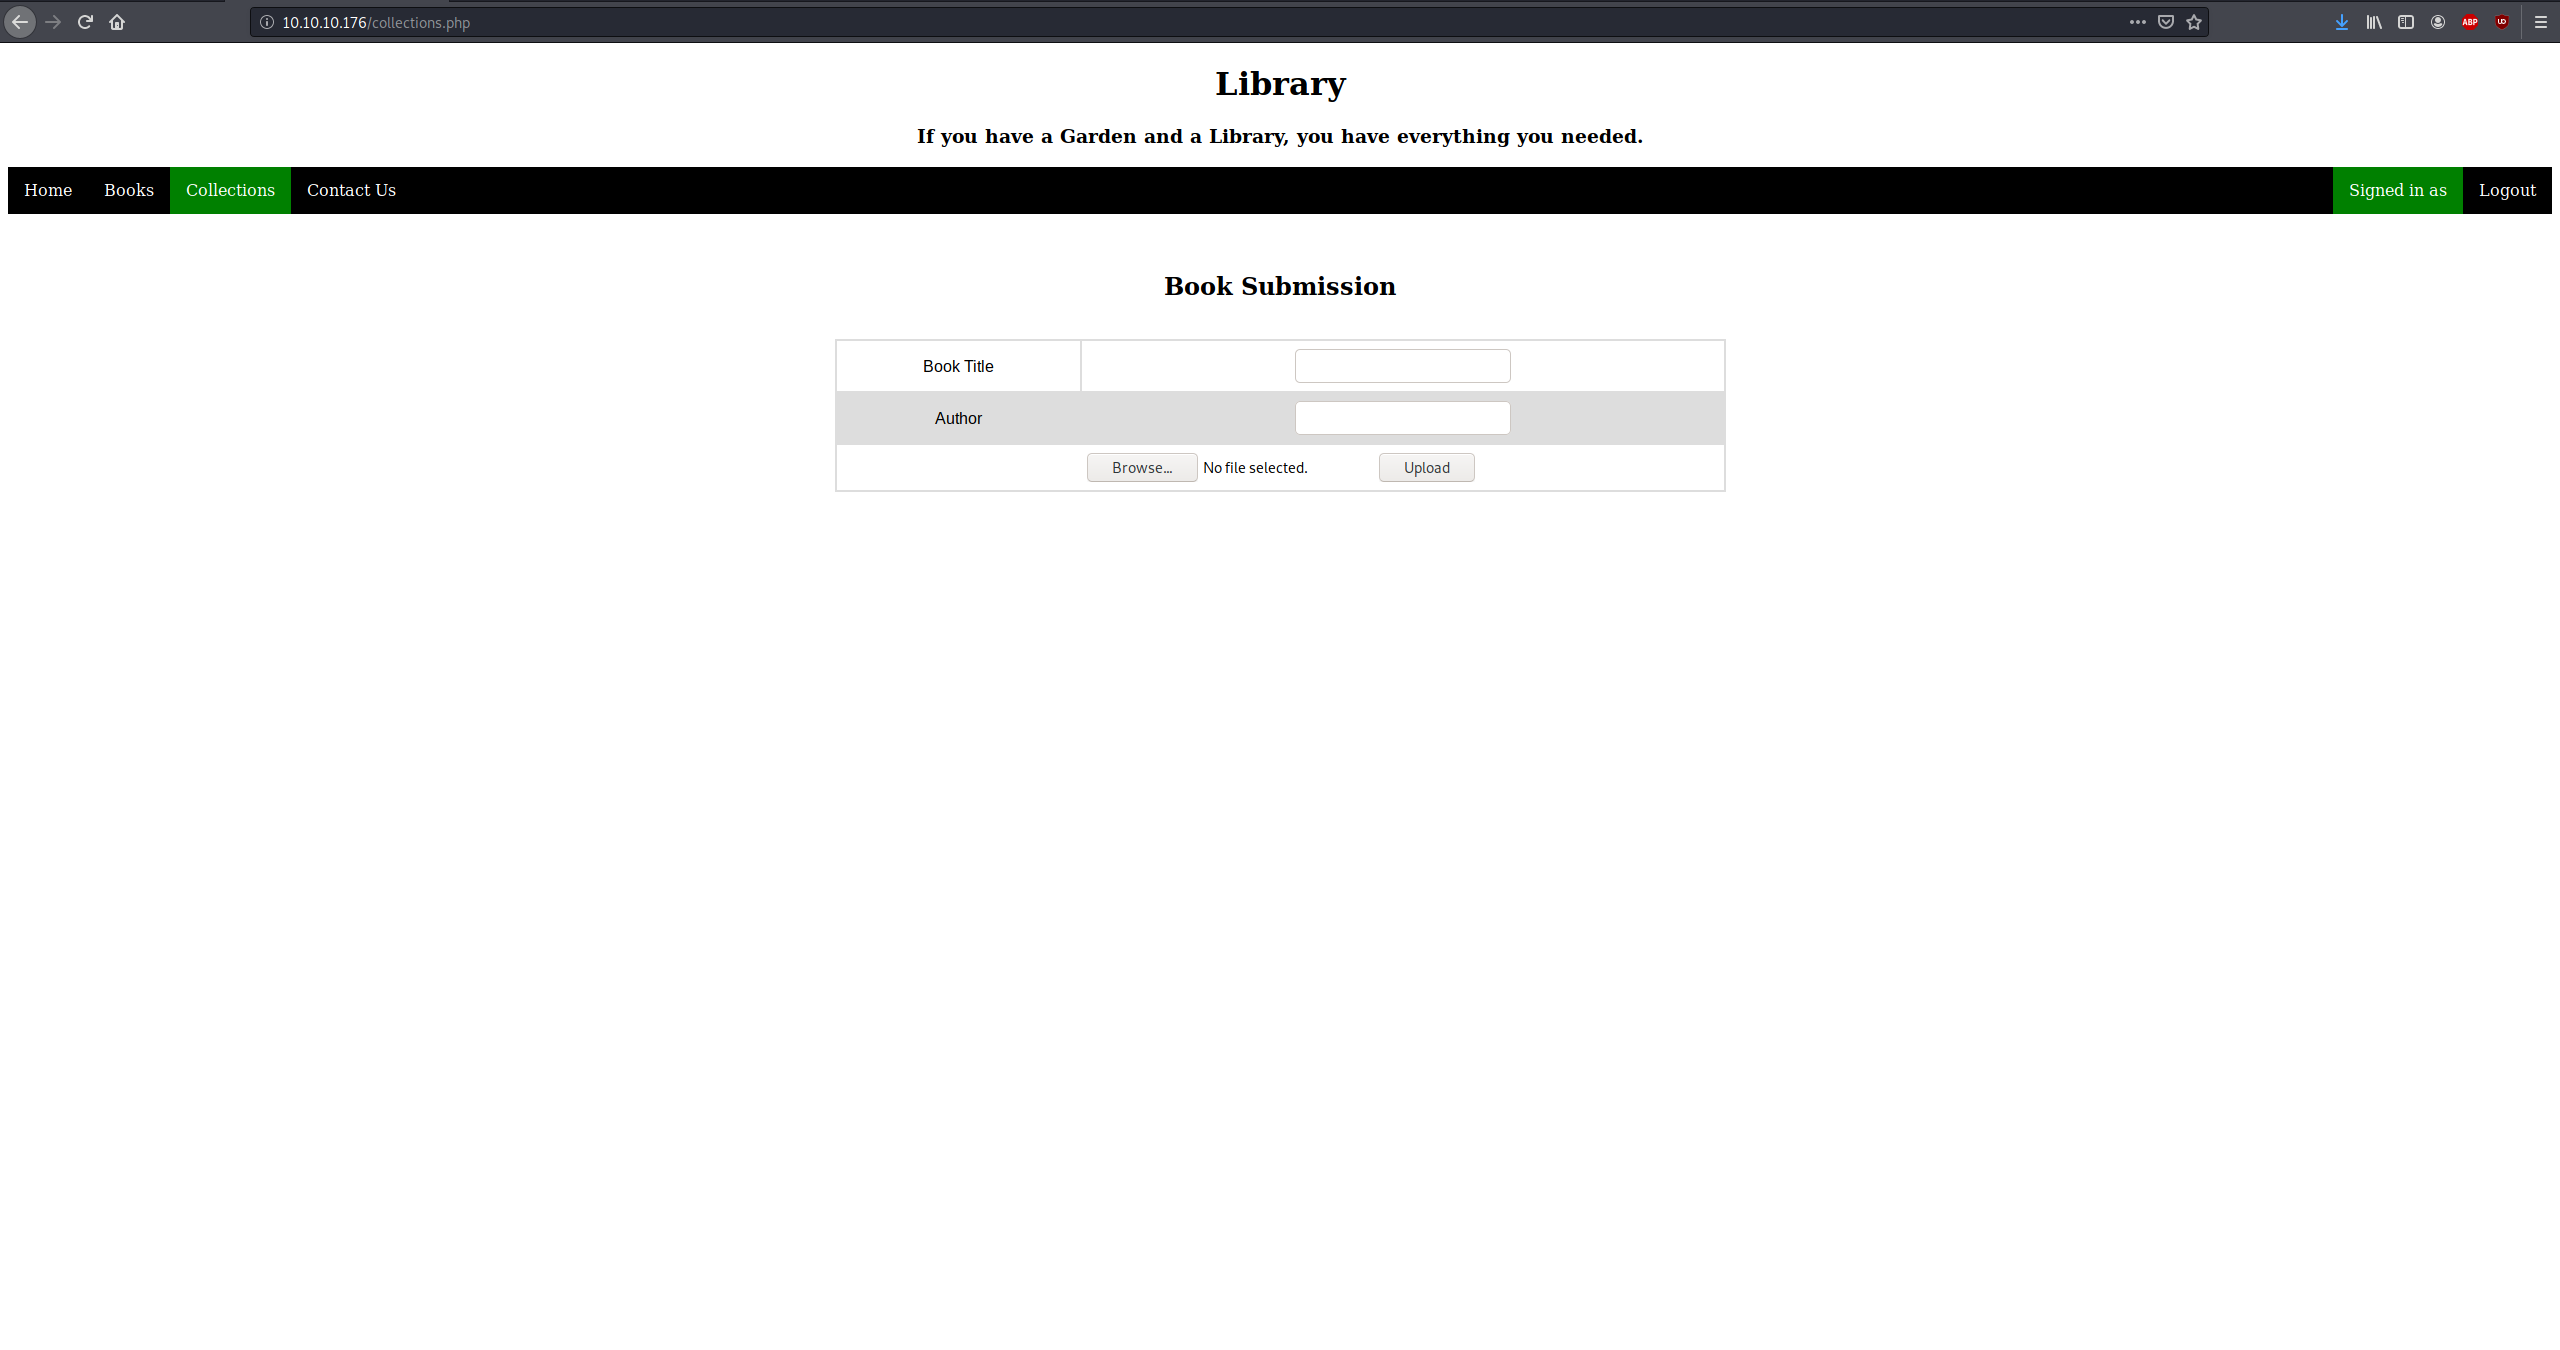 10.10.10.176/collections.php
ABP
Library
If you have a Garden and a Library, you have everything you needed.
Home Books Collections Contact Us Signed in as Logout
Book Submission
Book Title
Author
Browse... No file selected. Upload